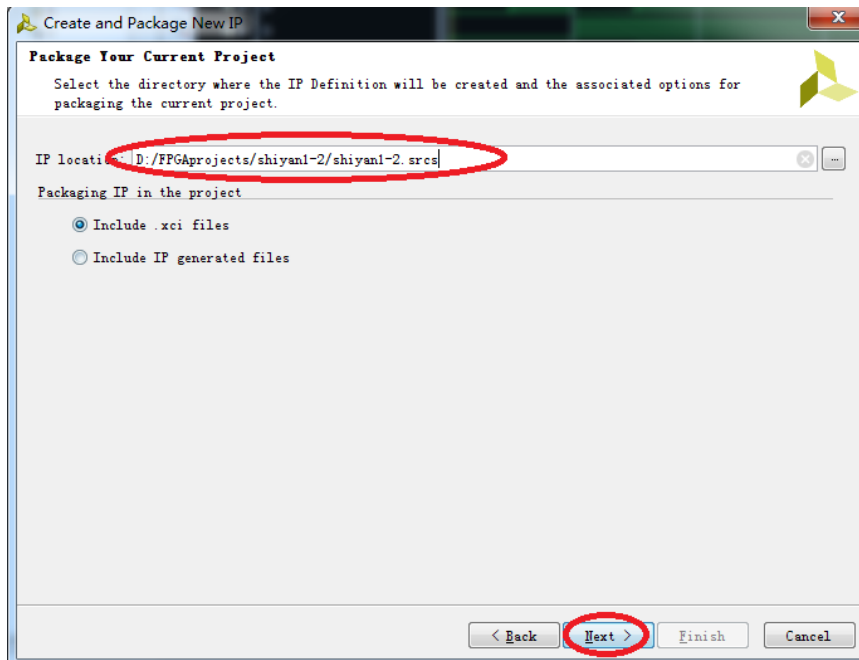 Create and Package New IP
Package Your Current Project
Select the directory where the IP Definition will be created and the associated options for
packaging the current project.
IP location: D:/FPGAprojects/shiyan1-2/shiyan1-2.srcs
...
Packaging IP in the project
Include .xci files
Include IP generated files
< Back Next > Finish Cancel